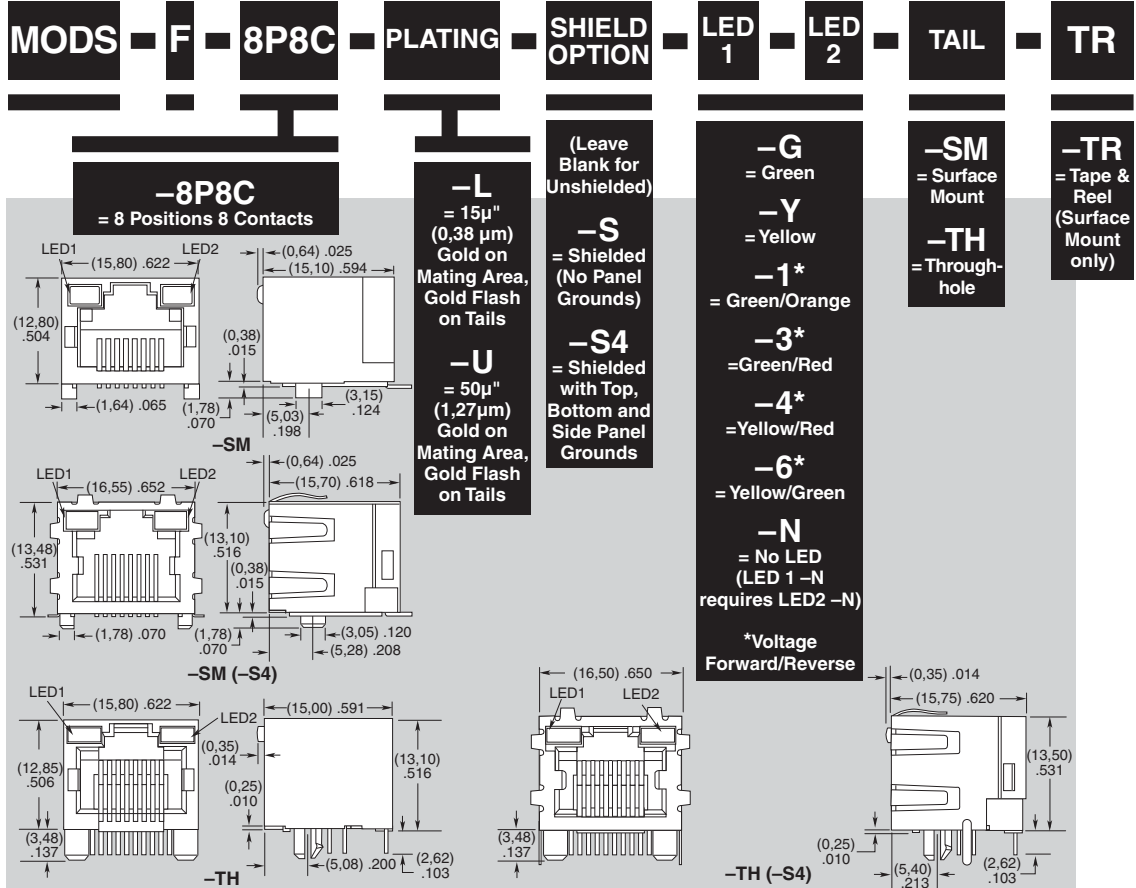 MODS - F - 8P8C - PLATING - SHIELD OPTION - LED 1 - LED 2 - TAIL - TR
–8P8C
= 8 Positions 8 Contacts
–L
= 15µ"
(0,38 µm)
Gold on
Mating Area,
Gold Flash
on Tails
–U
= 50µ"
(1,27µm)
Gold on
Mating Area,
Gold Flash
on Tails
(Leave
Blank for
Unshielded)
–S
= Shielded
(No Panel
Grounds)
–S4
= Shielded
with Top,
Bottom and
Side Panel
Grounds
–G
= Green
–Y
= Yellow
–1*
= Green/Orange
–3*
=Green/Red
–4*
=Yellow/Red
–6*
= Yellow/Green
–N
= No LED
(LED 1 –N
requires LED2 –N)
*Voltage
Forward/Reverse
–SM
= Surface
Mount
–TH
= Through-
hole
–TR
= Tape &
Reel
(Surface
Mount
only)
LED1
LED2
(15,80) .622
(12,80)
.504
(1,64) .065
(0,64) .025
(15,10) .594
(0,38)
.015
(1,78)
.070
(5,03)
.198
(3,15)
.124
–SM
LED1
LED2
(16,55) .652
(13,48)
.531
(1,78) .070
(0,64) .025
(15,70) .618
(13,10)
.516
(0,38)
.015
(1,78)
.070
(3,05) .120
(5,28) .208
–SM (–S4)
LED1
LED2
(15,80) .622
(12,85)
.506
(3,48)
.137
(15,00) .591
(0,35)
.014
(13,10)
.516
(0,25)
.010
(5,08) .200
(2,62)
.103
–TH
(16,50) .650
LED1
LED2
(3,48)
.137
(0,35) .014
(15,75) .620
(13,50)
.531
(0,25)
.010
(5,40)
.213
(2,62)
.103
–TH (–S4)